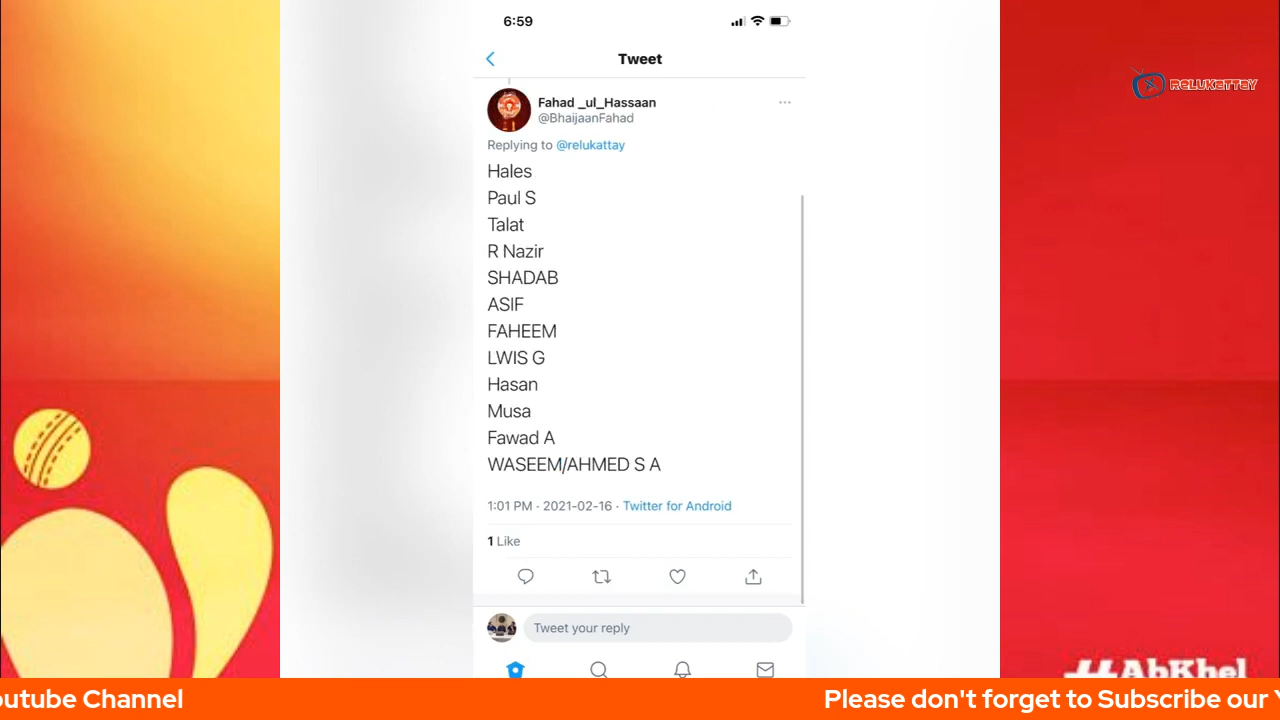 6:59
Tweet
RELUKATTAY
Fahad _ul_Hassaan
@BhaijaanFahad
Replying to @relukattay
Hales
Paul S
Talat
R Nazir
SHADAB
ASIF
FAHEEM
LWIS G
Hasan
Musa
Fawad A
WASEEM/AHMED S A
1:01 PM · 2021-02-16 · Twitter for Android
1 Like
Tweet your reply
#AbKhel
outube Channel
Please don't forget to Subscribe our Y